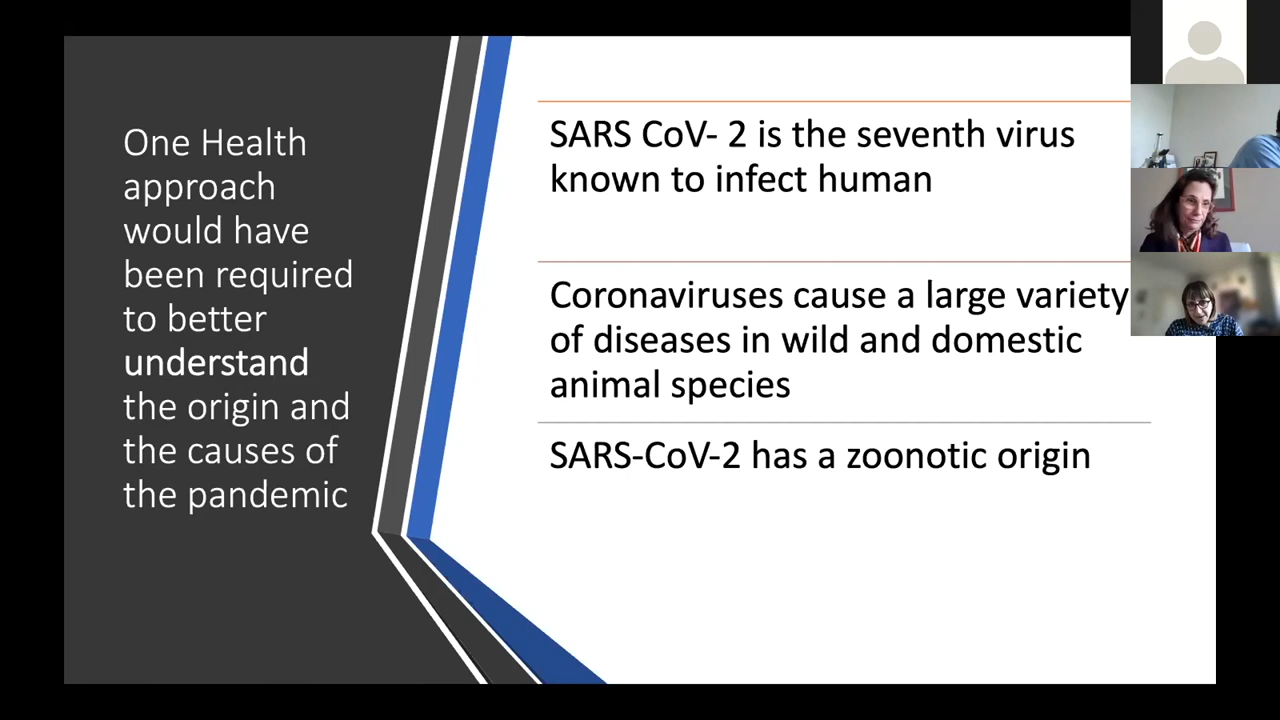 One Health
approach
would have
been required
to better
understand
the origin and
the causes of
the pandemic
SARS CoV- 2 is the seventh virus
known to infect human
Coronaviruses cause a large variety
of diseases in wild and domestic
animal species
SARS-CoV-2 has a zoonotic origin